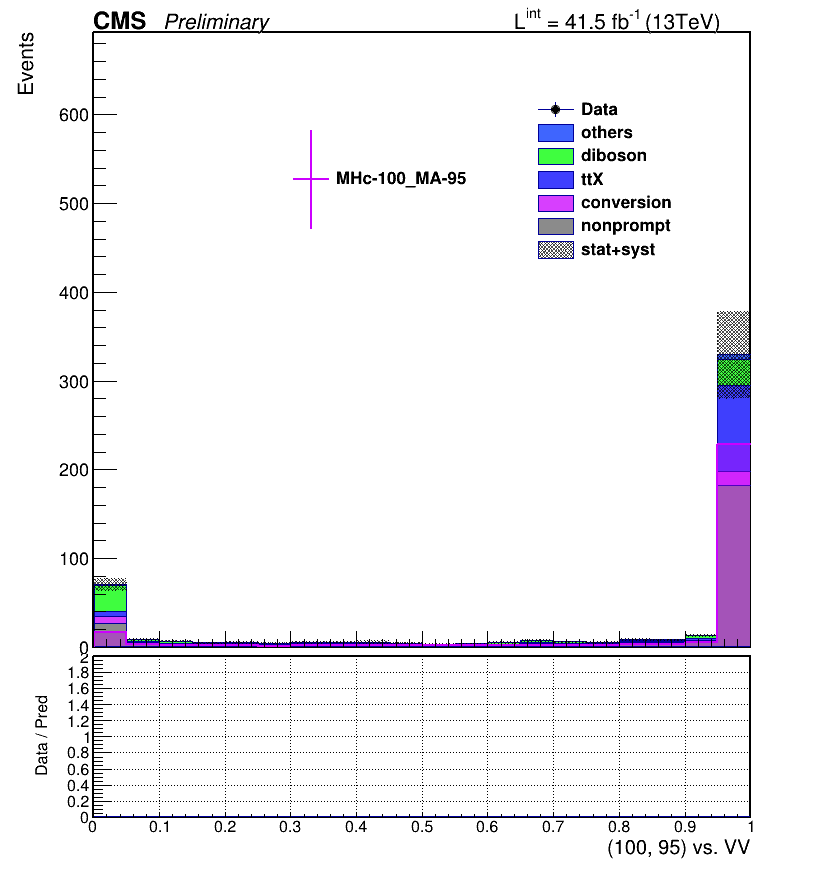 CMS Preliminary
L^int = 41.5 fb^-1 (13TeV)
Events
600
500
400
300
200
100
0
MHc-100_MA-95
Data
others
diboson
ttX
conversion
nonprompt
stat+syst
Data / Pred
2
1.8
1.6
1.4
1.2
1
0.8
0.6
0.4
0.2
0
0 0.1 0.2 0.3 0.4 0.5 0.6 0.7 0.8 0.9 1
(100, 95) vs. VV